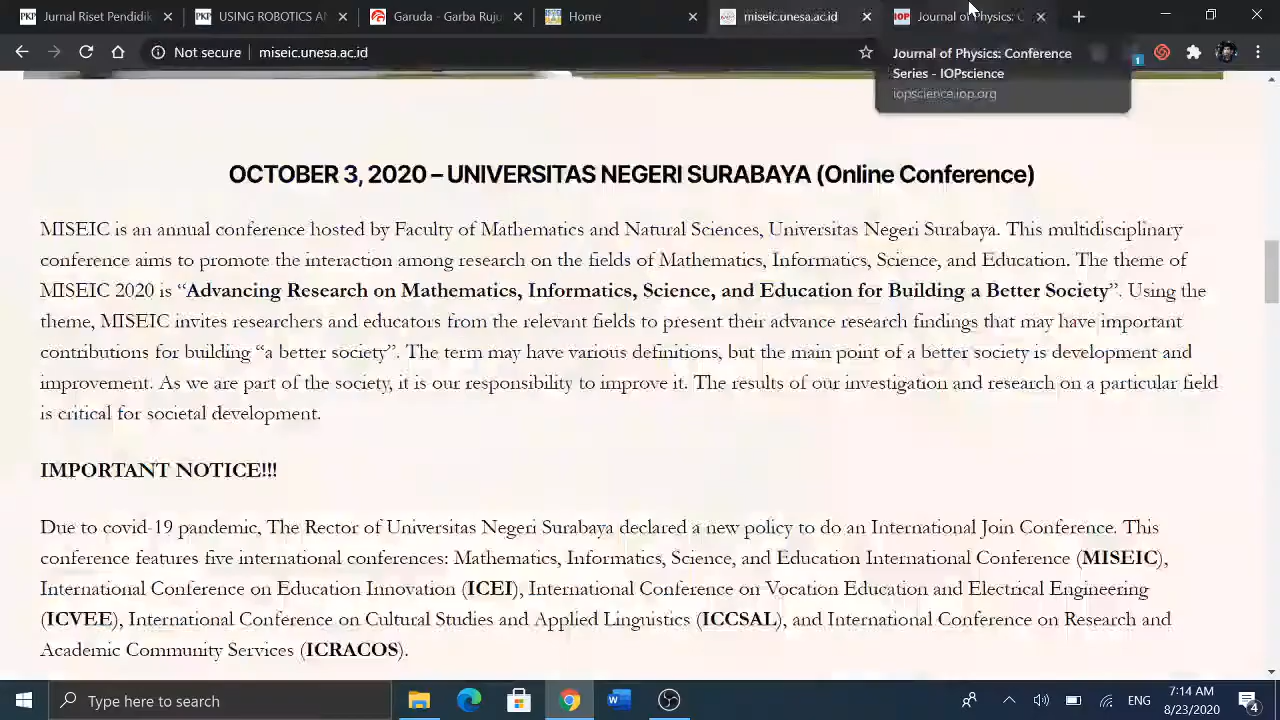 Jurnal Riset Pendidik
USING ROBOTICS A
Garuda - Garba Ruju
Home
miseic.unesa.ac.id
IOP Journal of Physics: C
Not secure
miseic.unesa.ac.id
Journal of Physics: Conference
Series - IOPscience
iopscience.iop.org
1
OCTOBER 3, 2020 – UNIVERSITAS NEGERI SURABAYA (Online Conference)
MISEIC is an annual conference hosted by Faculty of Mathematics and Natural Sciences, Universitas Negeri Surabaya. This multidisciplinary
conference aims to promote the interaction among research on the fields of Mathematics, Informatics, Science, and Education. The theme of
MISEIC 2020 is “Advancing Research on Mathematics, Informatics, Science, and Education for Building a Better Society”. Using the
theme, MISEIC invites researchers and educators from the relevant fields to present their advance research findings that may have important
contributions for building “a better society”. The term may have various definitions, but the main point of a better society is development and
improvement. As we are part of the society, it is our responsibility to improve it. The results of our investigation and research on a particular field
is critical for societal development.
IMPORTANT NOTICE!!!
Due to covid-19 pandemic, The Rector of Universitas Negeri Surabaya declared a new policy to do an International Join Conference. This
conference features five international conferences: Mathematics, Informatics, Science, and Education International Conference (MISEIC),
International Conference on Education Innovation (ICEI), International Conference on Vocation Education and Electrical Engineering
(ICVEE), International Conference on Cultural Studies and Applied Linguistics (ICCSAL), and International Conference on Research and
Academic Community Services (ICRACOS).
Type here to search
ENG
7:14 AM
8/23/2020
4